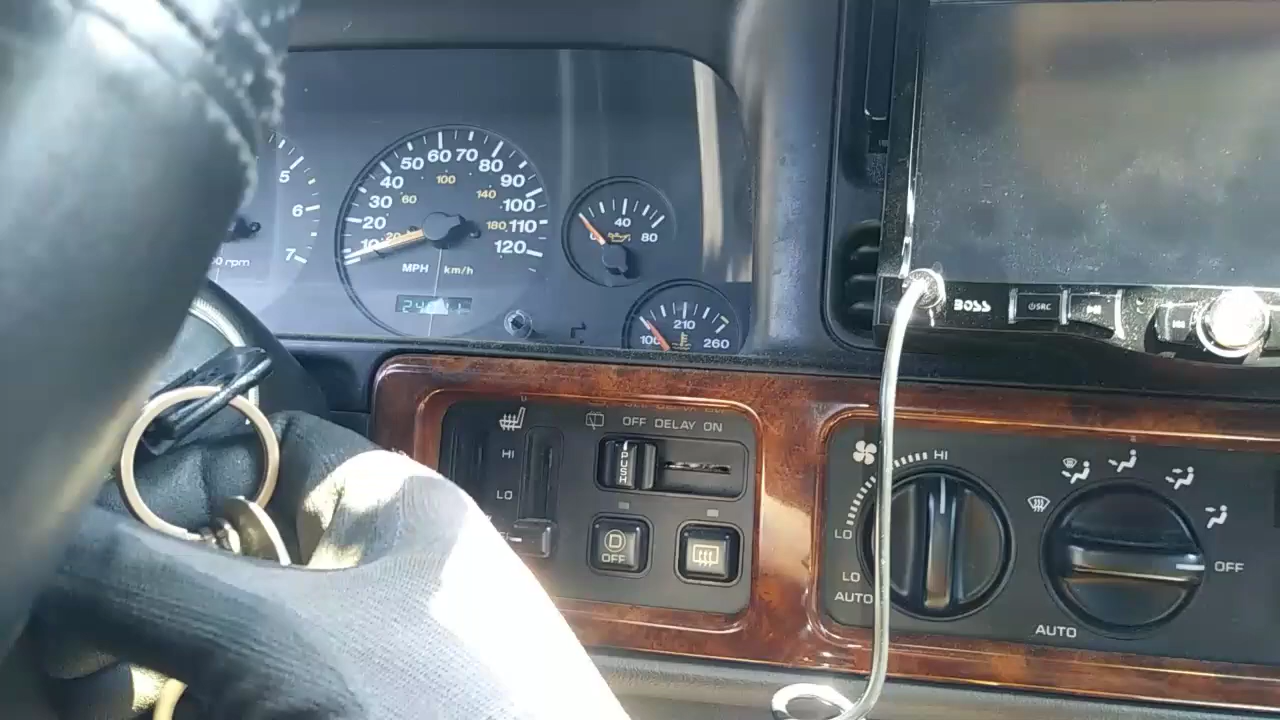 5
6
7
rpm
10 20 30 40 50 60 70 80 90 100 110 120
20 60 100 140 180
MPH km/h
40
80
210
100 260
BOSS
SRC
HI
LO
OFF DELAY ON
PUSH
D
OFF
HI
LO
LO
AUTO
OFF
AUTO